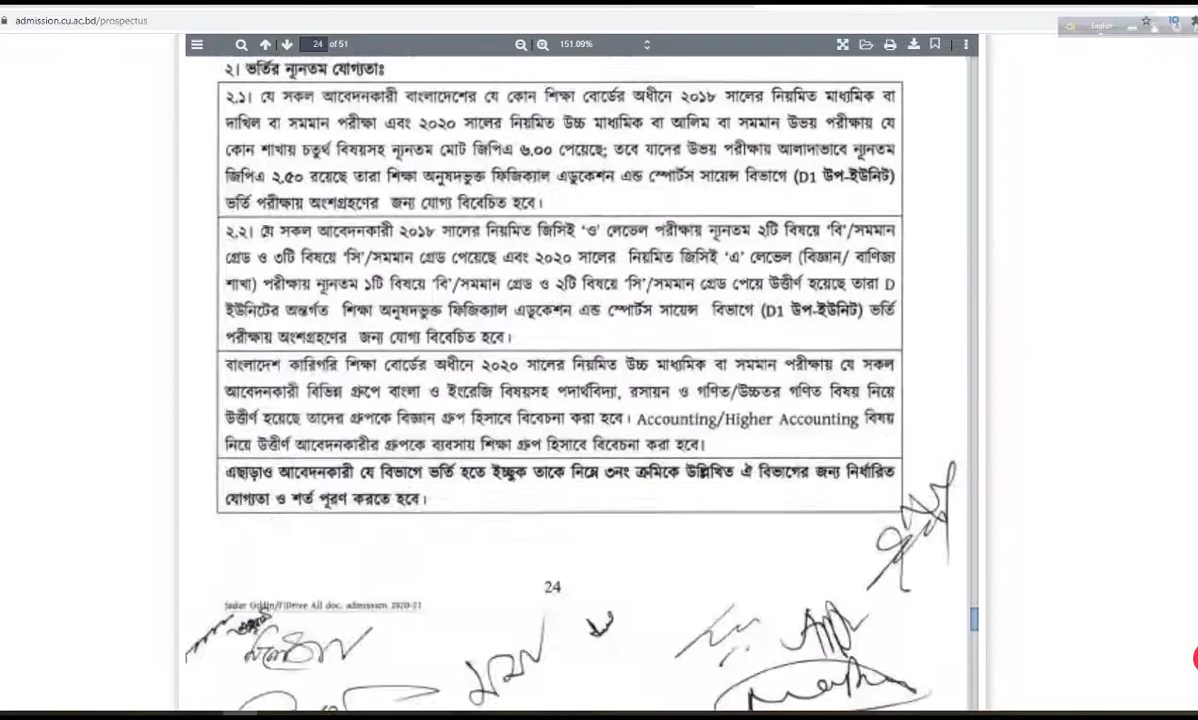 admission.cu.ac.bd/prospectus
English
24 of 51
151.09%
২। ভর্তির ন্যূনতম যোগ্যতাঃ
২.১। যে সকল আবেদনকারী বাংলাদেশের যে কোন শিক্ষা বোর্ডের অধীনে ২০১৮ সালের নিয়মিত মাধ্যমিক বা
দাখিল বা সমমান পরীক্ষা এবং ২০২০ সালের নিয়মিত উচ্চ মাধ্যমিক বা আলিম বা সমমান উভয় পরীক্ষায় যে
কোন শাখায় চতুর্থ বিষয়সহ ন্যূনতম মোট জিপিএ ৬.০০ পেয়েছে; তবে যাদের উভয় পরীক্ষায় আলাদাভাবে ন্যূনতম
জিপিএ ২.৫০ রয়েছে তারা শিক্ষা অনুষদভুক্ত ফিজিক্যাল এডুকেশন এন্ড স্পোর্টস সায়েন্স বিভাগে (D1 উপ-ইউনিট)
ভর্তি পরীক্ষায় অংশগ্রহণের জন্য যোগ্য বিবেচিত হবে।
২.২। যে সকল আবেদনকারী ২০১৮ সালের নিয়মিত জিসিই ‘ও’ লেভেল পরীক্ষায় ন্যূনতম ২টি বিষয়ে ‘বি’/সমমান
গ্রেড ও ৩টি বিষয়ে ‘সি’/সমমান গ্রেড পেয়েছে এবং ২০২০ সালের নিয়মিত জিসিই ‘এ’ লেভেল (বিজ্ঞান/ বাণিজ্য
শাখা) পরীক্ষায় ন্যূনতম ১টি বিষয়ে ‘বি’/সমমান গ্রেড ও ২টি বিষয়ে ‘সি’/সমমান গ্রেড পেয়ে উত্তীর্ণ হয়েছে তারা D
ইউনিটের অন্তর্গত শিক্ষা অনুষদভুক্ত ফিজিক্যাল এডুকেশন এন্ড স্পোর্টস সায়েন্স বিভাগে (D1 উপ-ইউনিট) ভর্তি
পরীক্ষায় অংশগ্রহণের জন্য যোগ্য বিবেচিত হবে।
বাংলাদেশ কারিগরি শিক্ষা বোর্ডের অধীনে ২০২০ সালের নিয়মিত উচ্চ মাধ্যমিক বা সমমান পরীক্ষায় যে সকল
আবেদনকারী বিভিন্ন গ্রুপে বাংলা ও ইংরেজি বিষয়সহ পদার্থবিদ্যা, রসায়ন ও গণিত/উচ্চতর গণিত বিষয় নিয়ে
উত্তীর্ণ হয়েছে তাদের গ্রুপকে বিজ্ঞান গ্রুপ হিসাবে বিবেচনা করা হবে। Accounting/Higher Accounting বিষয়
নিয়ে উত্তীর্ণ আবেদনকারীর গ্রুপকে ব্যবসায় শিক্ষা গ্রুপ হিসাবে বিবেচনা করা হবে।
এছাড়াও আবেদনকারী যে বিভাগে ভর্তি হতে ইচ্ছুক তাকে নিম্নে ৩নং ক্রমিকে উল্লিখিত ঐ বিভাগের জন্য নির্ধারিত
যোগ্যতা ও শর্ত পূরণ করতে হবে।
24
All doc. admission 2020-21